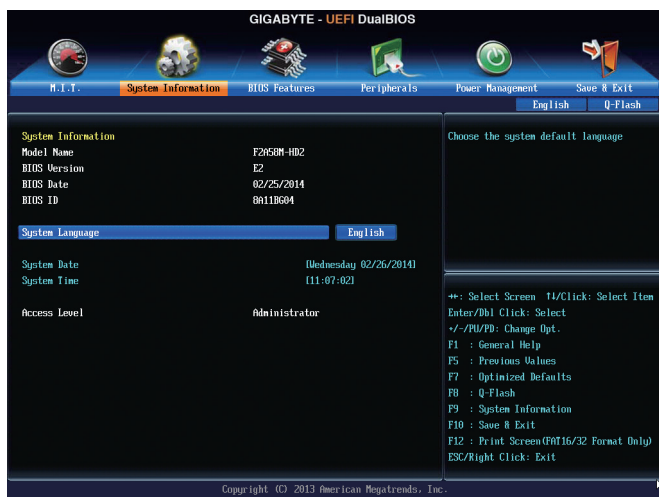 GIGABYTE - UEFI DualBIOS
M.I.T. System Information BIOS Features Peripherals Power Management Save & Exit
English Q-Flash
System Information
Model Name F2A58M-HD2
BIOS Version E2
BIOS Date 02/25/2014
BIOS ID 8A11BG04
System Language English
System Date [Wednesday 02/26/2014]
System Time [11:07:02]
Access Level Administrator
Choose the system default language
→←: Select Screen ↑↓/Click: Select Item
Enter/Dbl Click: Select
+/-/PU/PD: Change Opt.
F1 : General Help
F5 : Previous Values
F7 : Optimized Defaults
F8 : Q-Flash
F9 : System Information
F10 : Save & Exit
F12 : Print Screen(FAT16/32 Format Only)
ESC/Right Click: Exit
Copyright (C) 2013 American Megatrends, Inc.